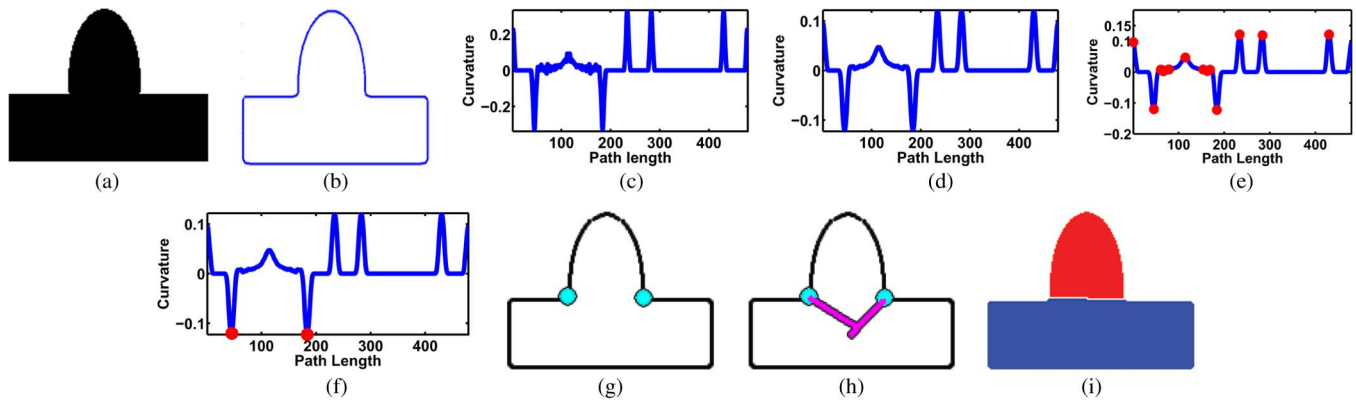 Curvature
0.2
0
−0.2
100 200 300 400
Path length
Curvature
0.1
0
−0.1
100 200 300 400
Path length
Curvature
0.15
0.1
0
−0.1
−0.2
100 200 300 400
Path Length
(a)
(b)
(c)
(d)
(e)
Curvature
0.1
0
−0.1
100 200 300 400
Path Length
(f)
(g)
(h)
(i)